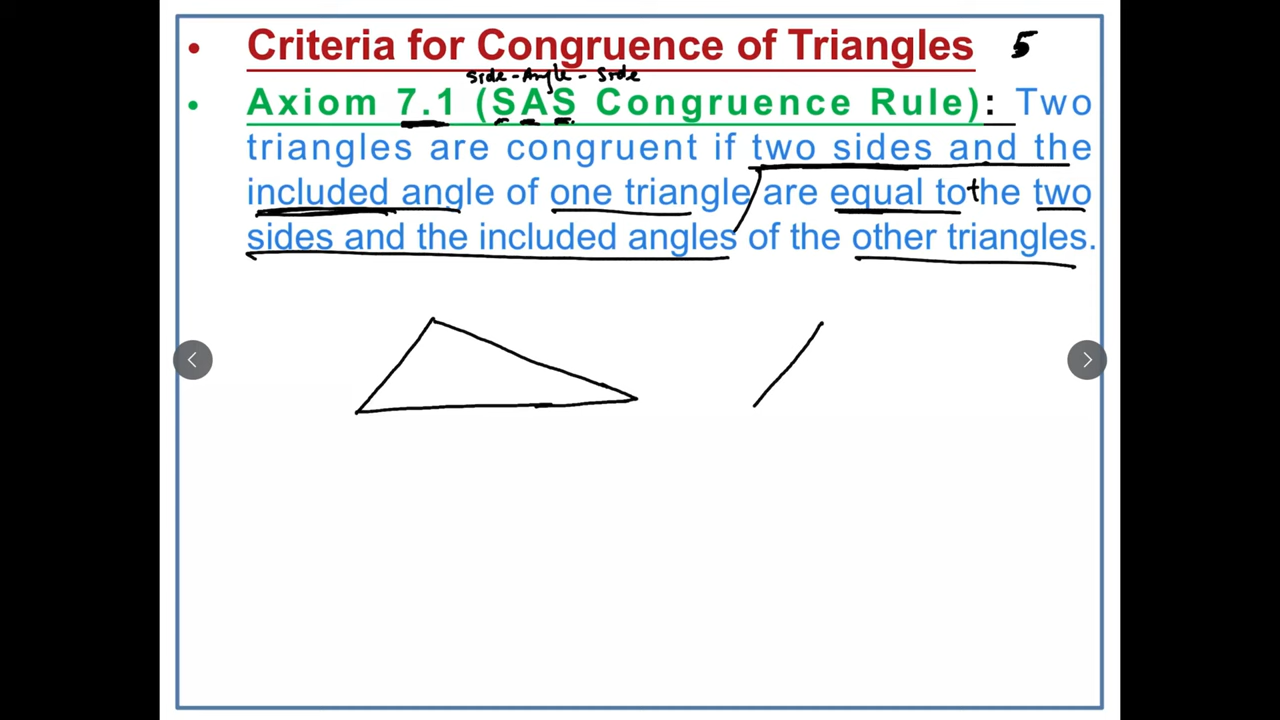 • Criteria for Congruence of Triangles 5
Side - Angle - Side
• Axiom 7.1 (SAS Congruence Rule): Two
triangles are congruent if two sides and the
included angle of one triangle are equal to the two
sides and the included angles of the other triangles.